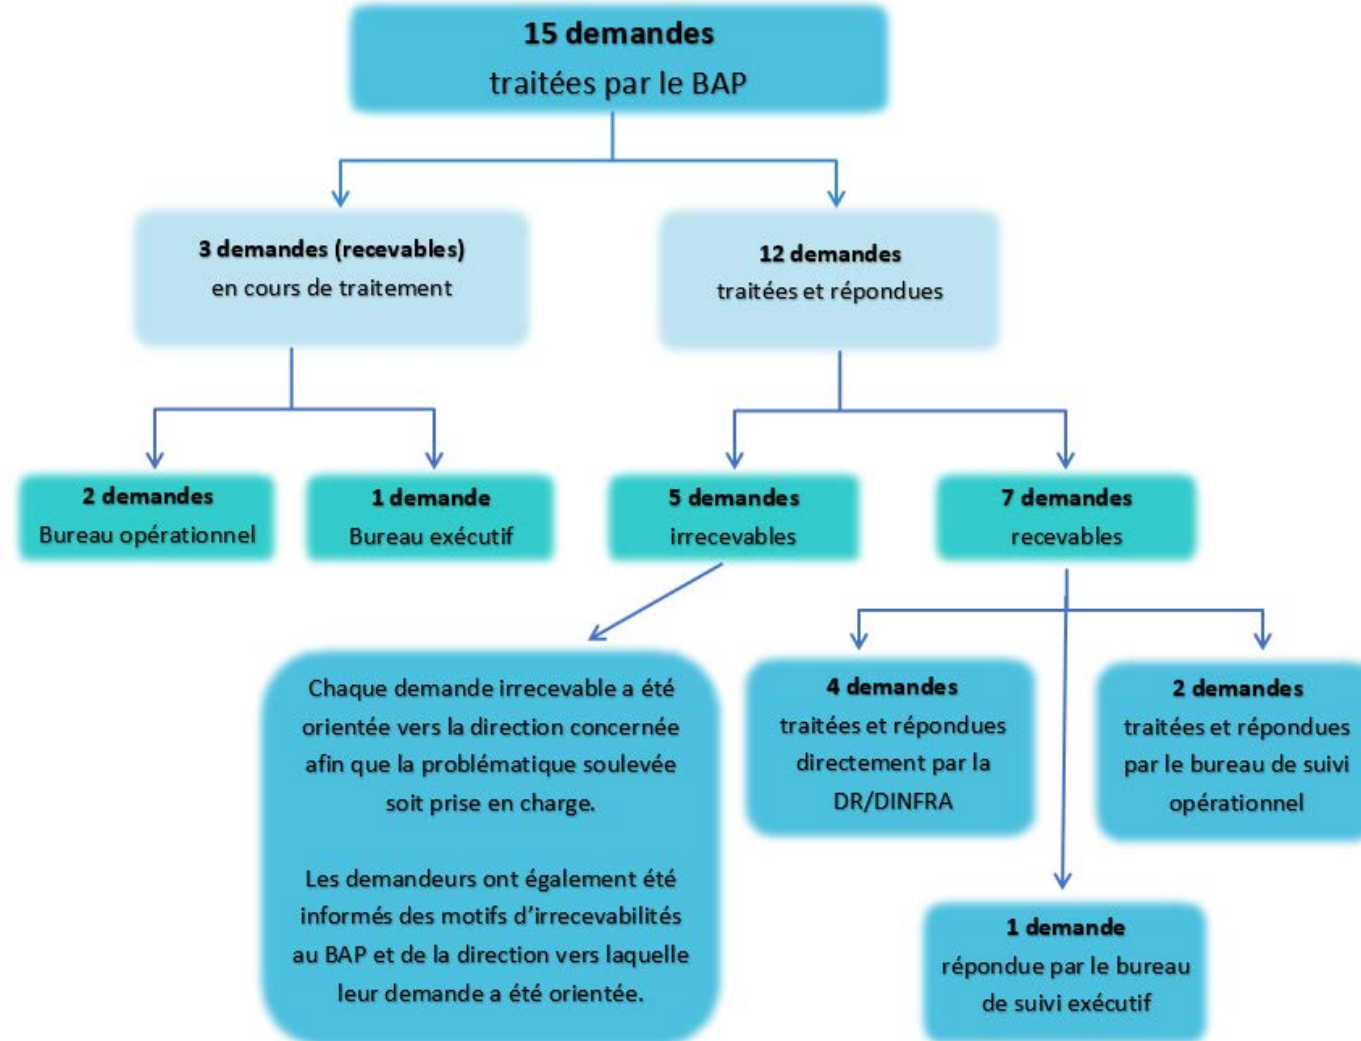 15 demandes
traitées par le BAP
3 demandes (recevables)
en cours de traitement
12 demandes
traitées et répondues
2 demandes
Bureau opérationnel
1 demande
Bureau exécutif
5 demandes
irrecevables
7 demandes
recevables
Chaque demande irrecevable a été
orientée vers la direction concernée
afin que la problématique soulevée
soit prise en charge.
Les demandeurs ont également été
informés des motifs d'irrecevabilités
au BAP et de la direction vers laquelle
leur demande a été orientée.
4 demandes
traitées et répondues
directement par la
DR/DINFRA
2 demandes
traitées et répondues
par le bureau de suivi
opérationnel
1 demande
répondue par le bureau
de suivi exécutif